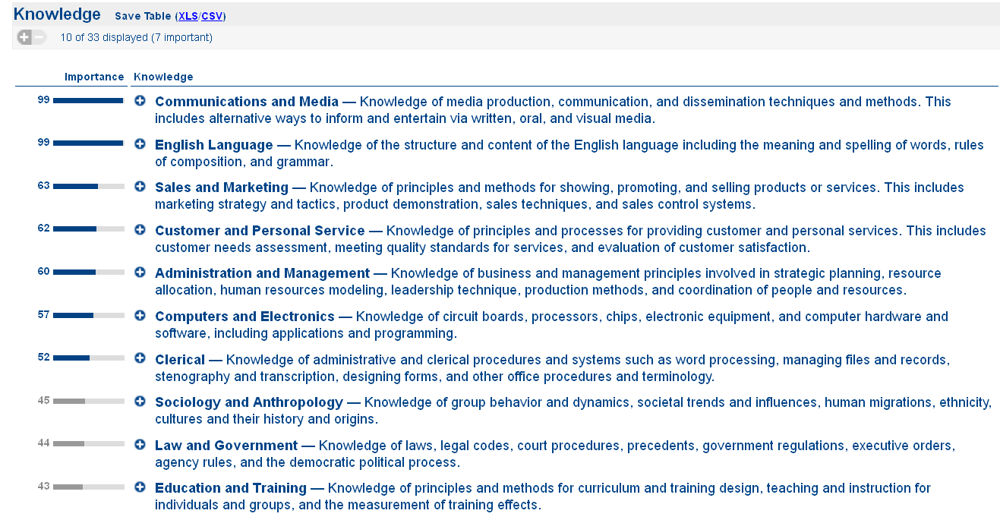 Knowledge Save Table (XLS/CSV)
10 of 33 displayed (7 important)
Importance Knowledge
99 Communications and Media — Knowledge of media production, communication, and dissemination techniques and methods. This
includes alternative ways to inform and entertain via written, oral, and visual media.
99 English Language — Knowledge of the structure and content of the English language including the meaning and spelling of words, rules
of composition, and grammar.
63 Sales and Marketing — Knowledge of principles and methods for showing, promoting, and selling products or services. This includes
marketing strategy and tactics, product demonstration, sales techniques, and sales control systems.
62 Customer and Personal Service — Knowledge of principles and processes for providing customer and personal services. This includes
customer needs assessment, meeting quality standards for services, and evaluation of customer satisfaction.
60 Administration and Management — Knowledge of business and management principles involved in strategic planning, resource
allocation, human resources modeling, leadership technique, production methods, and coordination of people and resources.
57 Computers and Electronics — Knowledge of circuit boards, processors, chips, electronic equipment, and computer hardware and
software, including applications and programming.
52 Clerical — Knowledge of administrative and clerical procedures and systems such as word processing, managing files and records,
stenography and transcription, designing forms, and other office procedures and terminology.
45 Sociology and Anthropology — Knowledge of group behavior and dynamics, societal trends and influences, human migrations, ethnicity,
cultures and their history and origins.
44 Law and Government — Knowledge of laws, legal codes, court procedures, precedents, government regulations, executive orders,
agency rules, and the democratic political process.
43 Education and Training — Knowledge of principles and methods for curriculum and training design, teaching and instruction for
individuals and groups, and the measurement of training effects.